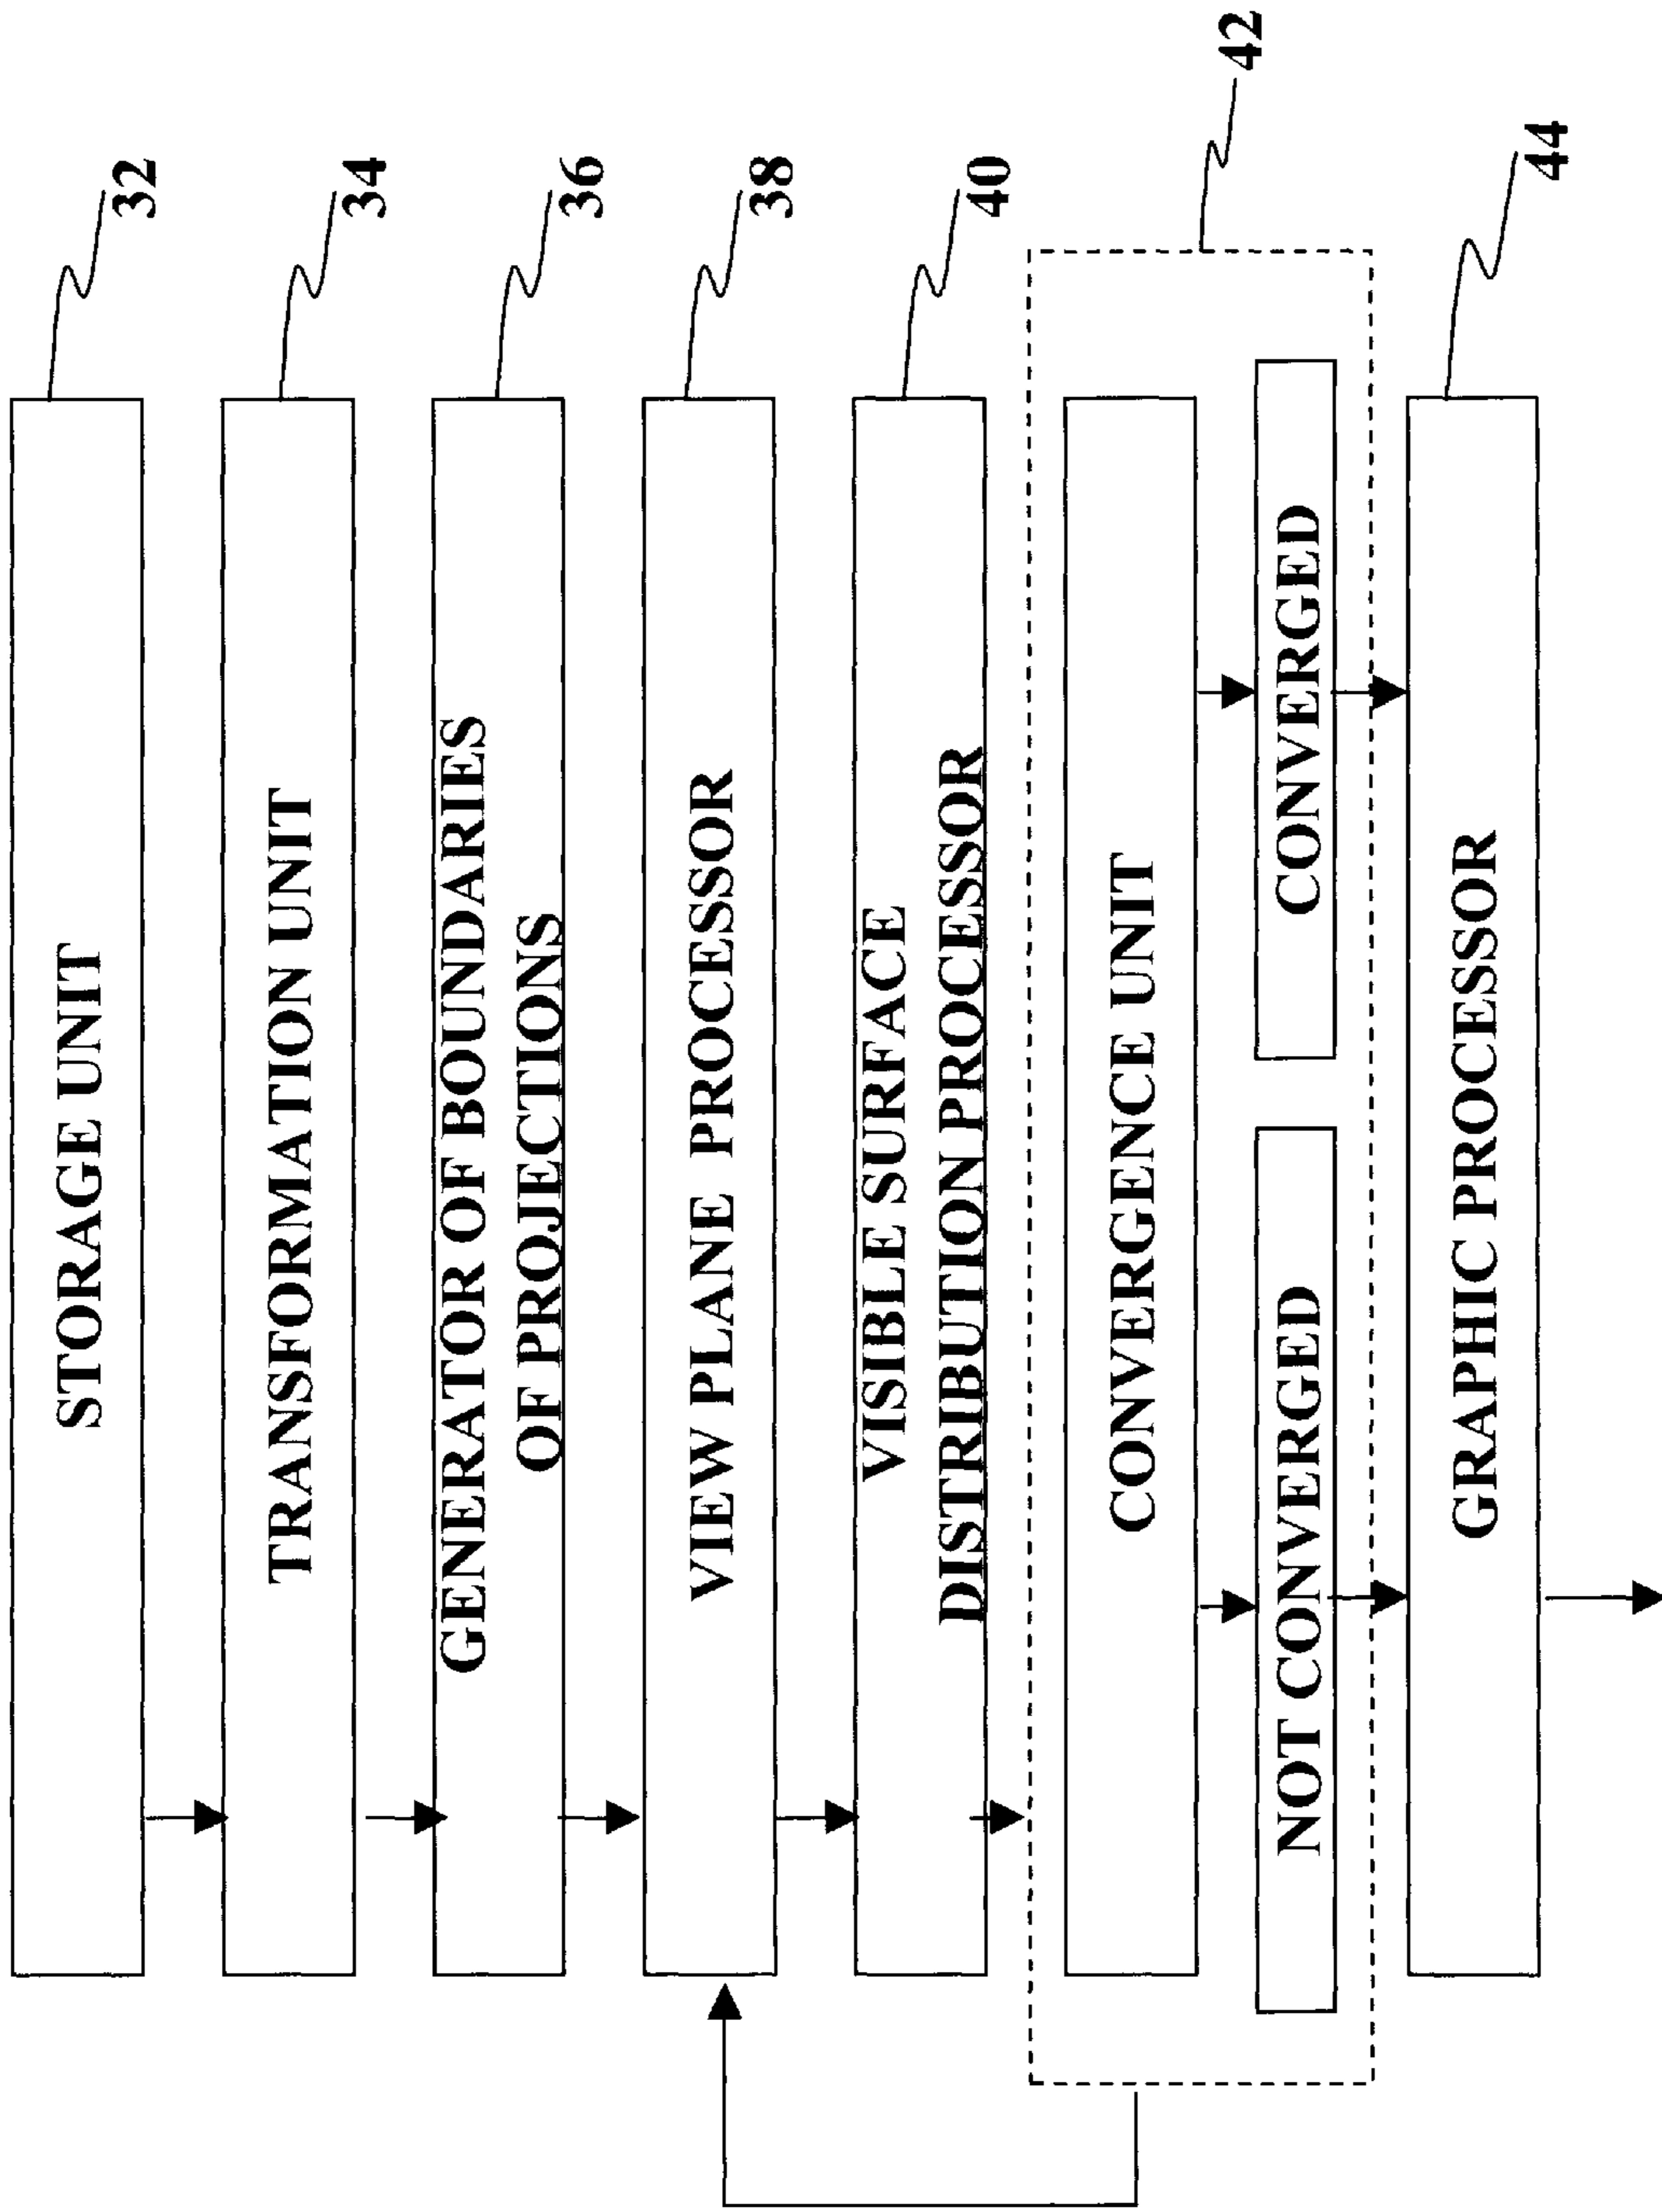 STORAGE UNIT
32
TRANSFORMATION UNIT
34
GENERATOR OF BOUNDARIES
OF PROJECTIONS
36
VIEW PLANE PROCESSOR
38
VISIBLE SURFACE
DISTRIBUTION PROCESSOR
40
42
CONVERGENCE UNIT
NOT CONVERGED
CONVERGED
GRAPHIC PROCESSOR
44